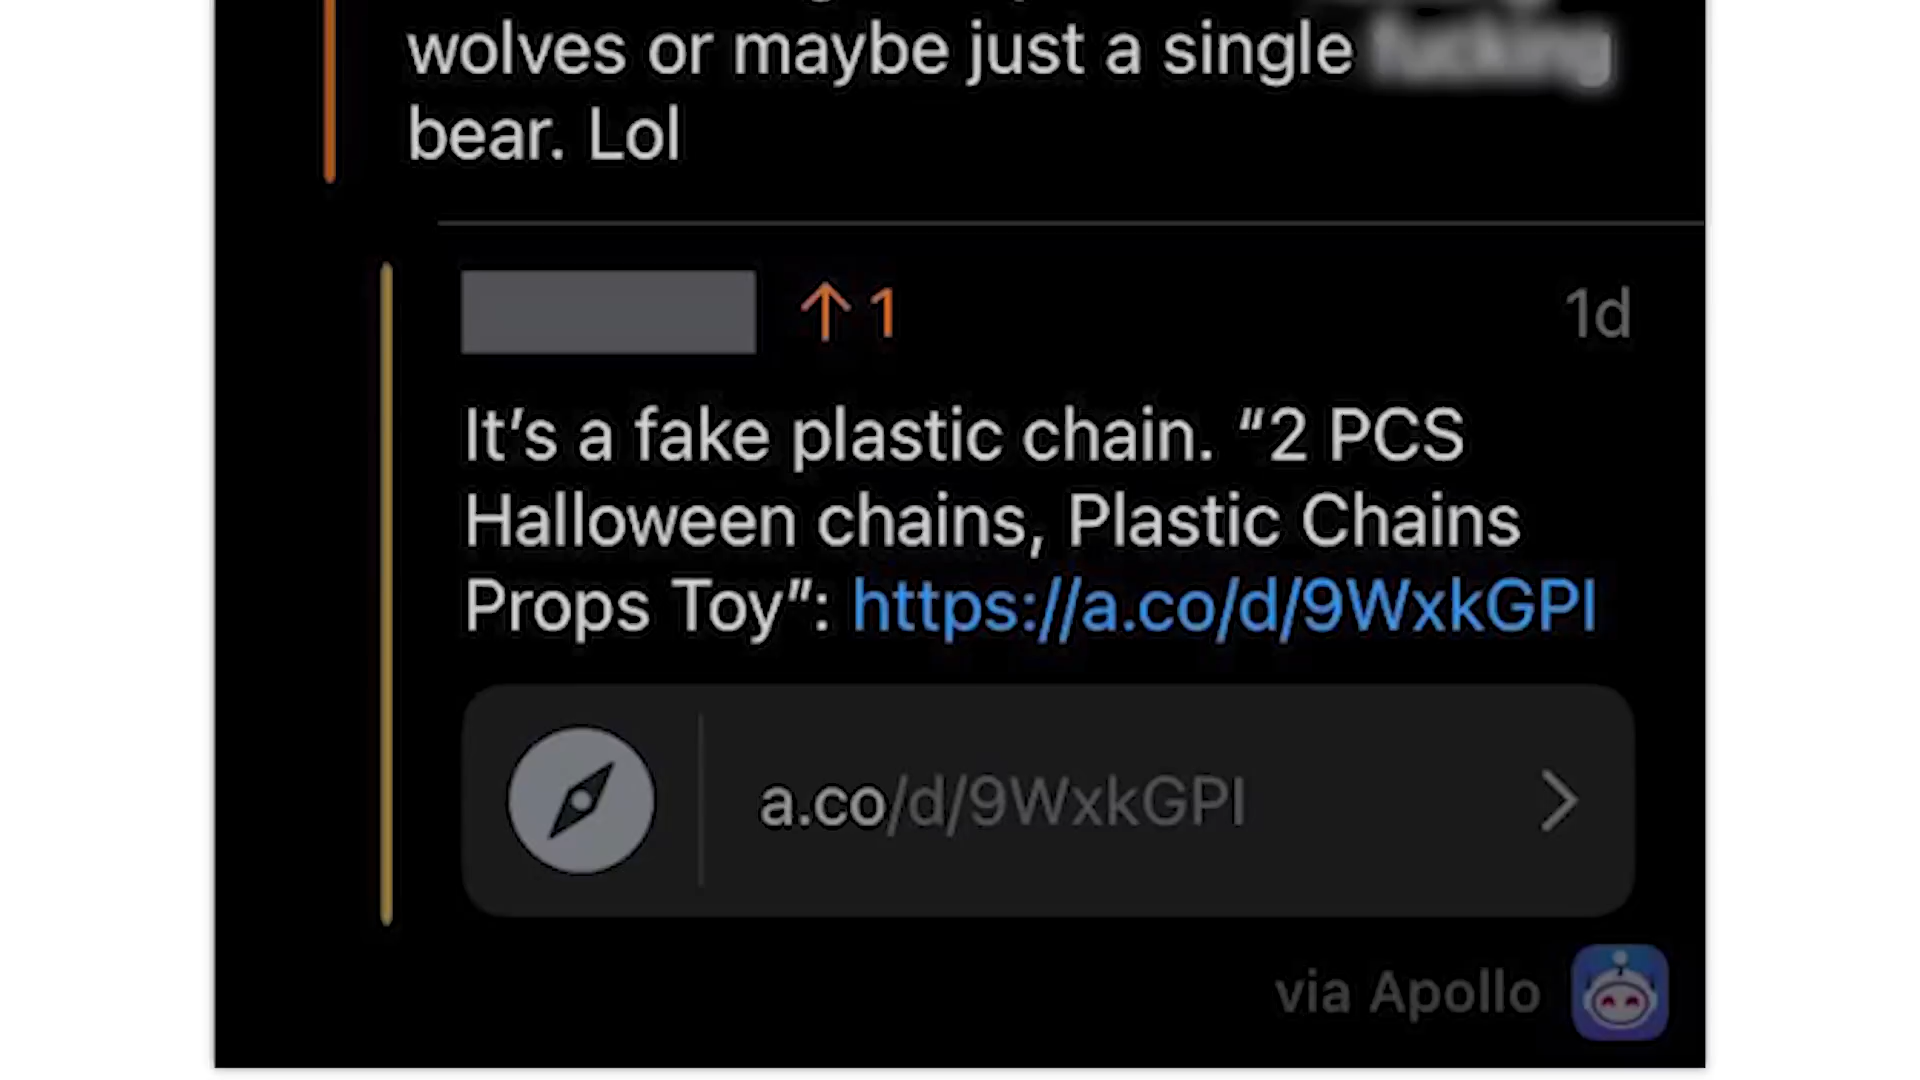 wolves or maybe just a single fucking
bear. Lol
↑ 1 1d
It’s a fake plastic chain. “2 PCS
Halloween chains, Plastic Chains
Props Toy”: https://a.co/d/9WxkGPI
a.co/d/9WxkGPI
via Apollo